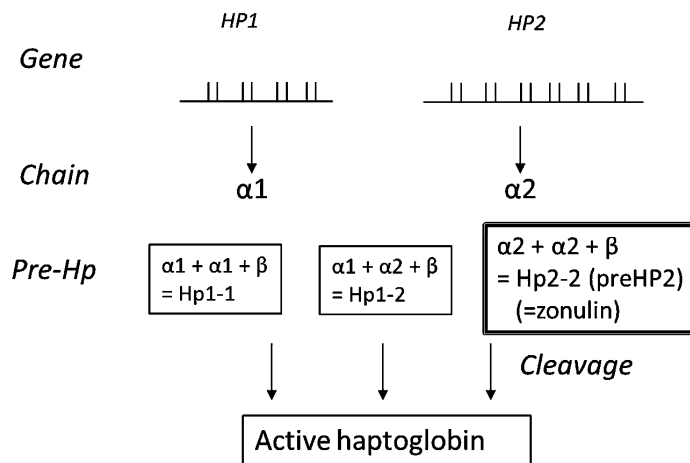 HP1 HP2
Gene
Chain
α1 α2
Pre-Hp
α1 + α1 + β
= Hp1-1
α1 + α2 + β
= Hp1-2
α2 + α2 + β
= Hp2-2 (preHP2)
(=zonulin)
Cleavage
Active haptoglobin